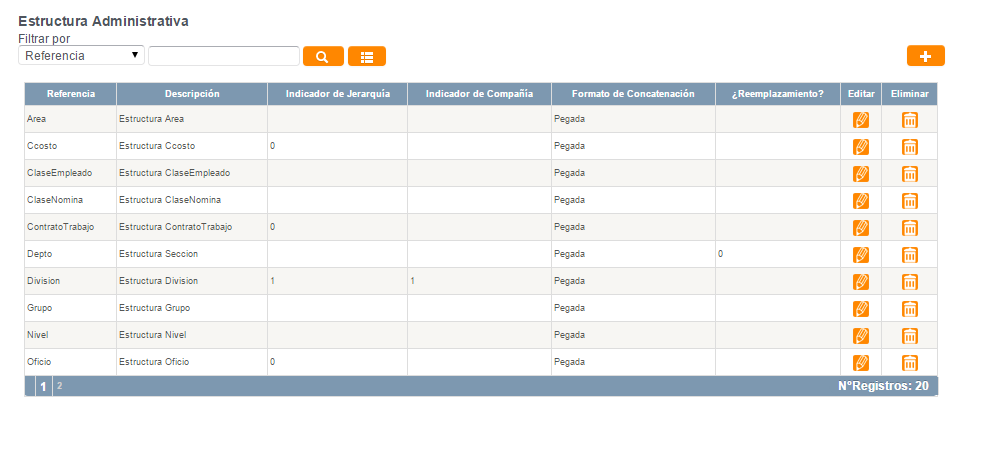 Estructura Administrativa
Filtrar por
Referencia
Referencia Descripción Indicador de Jerarquía Indicador de Compañía Formato de Concatenación ¿Reemplazamiento? Editar Eliminar
Area Estructura Area Pegada
Ccosto Estructura Ccosto 0 Pegada
ClaseEmpleado Estructura ClaseEmpleado Pegada
ClaseNomina Estructura ClaseNomina Pegada
ContratoTrabajo Estructura ContratoTrabajo 0 Pegada
Depto Estructura Seccion Pegada 0
Division Estructura Division 1 1 Pegada
Grupo Estructura Grupo Pegada
Nivel Estructura Nivel Pegada
Oficio Estructura Oficio 0 Pegada
1 2 N°Registros: 20